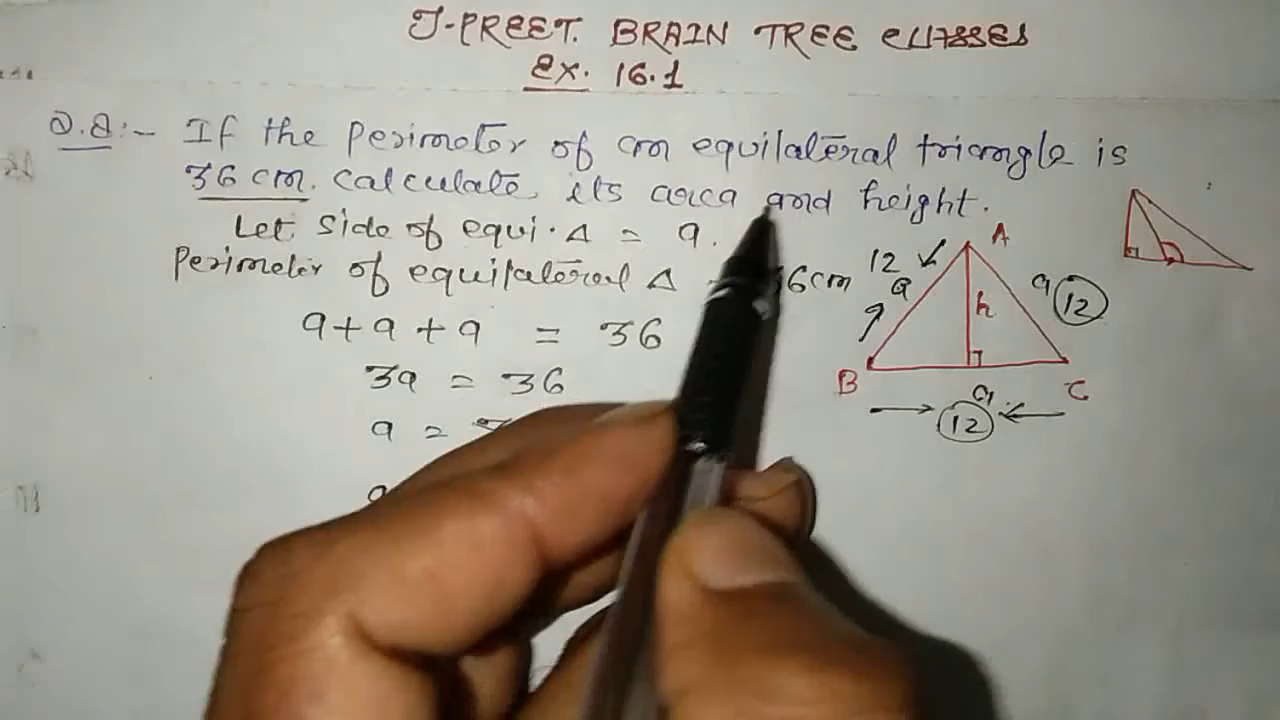 J-PREET. BRAIN TREE CLASSES
EX. 16.1
Q.8:- If the perimeter of an equilateral triangle is
36 cm. calculate its area and height.
Let side of equi. Δ = a.
Perimeter of equilateral Δ = 36cm
a + a + a = 36
3a = 36
a =
a
A
12
a
h
a
12
B
C
a
12